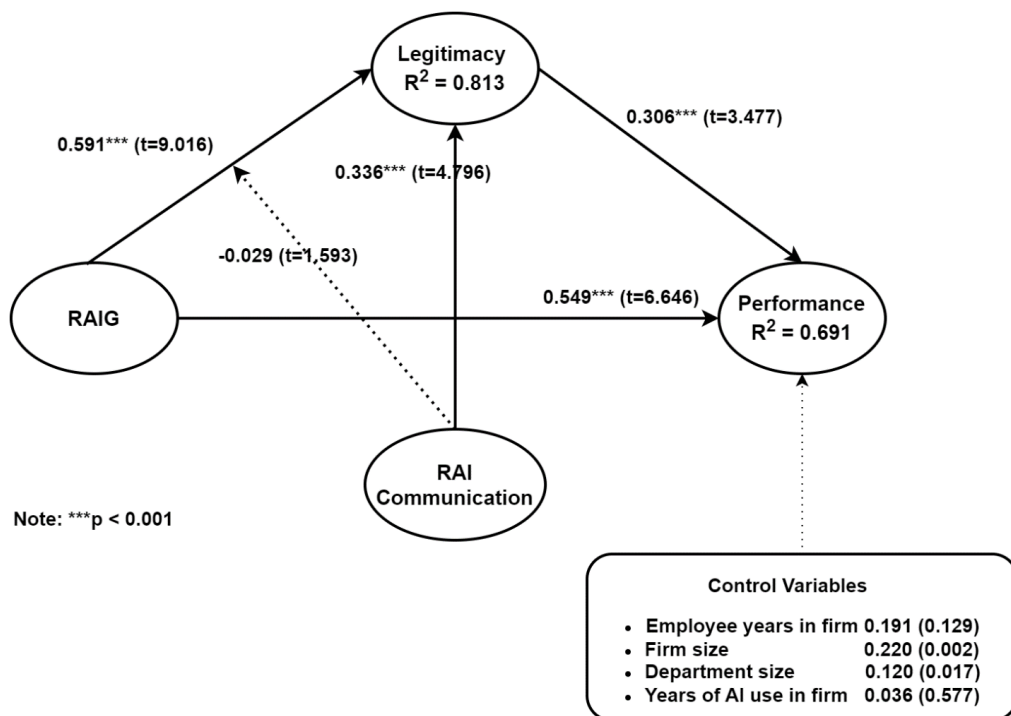 Legitimacy
R² = 0.813
0.591*** (t=9.016)
0.306*** (t=3.477)
0.336*** (t=4.796)
-0.029 (t=1.593)
RAIG
0.549*** (t=6.646)
Performance
R² = 0.691
RAI
Communication
Note: ***p < 0.001
Control Variables
• Employee years in firm 0.191 (0.129)
• Firm size 0.220 (0.002)
• Department size 0.120 (0.017)
• Years of AI use in firm 0.036 (0.577)